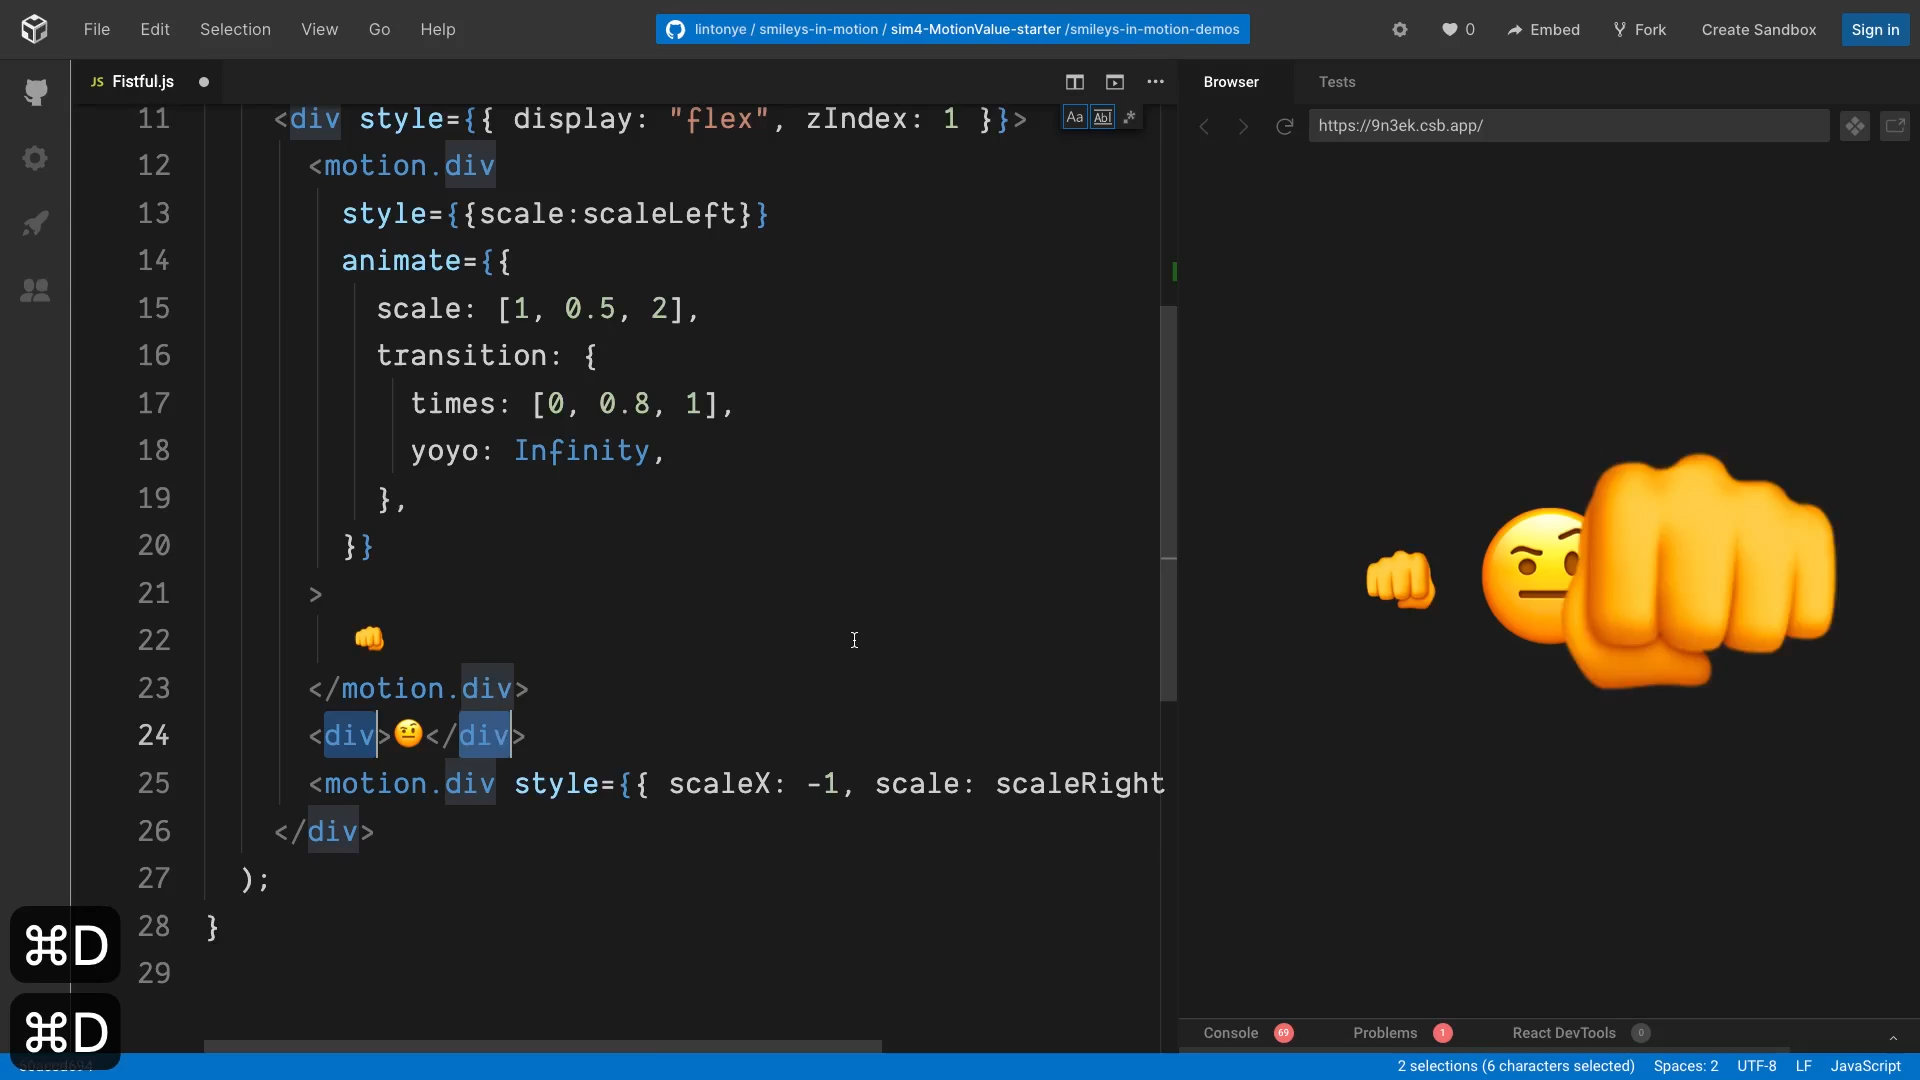 File Edit Selection View Go Help
lintonye / smileys-in-motion / sim4-MotionValue-starter /smileys-in-motion-demos
0 Embed Fork Create Sandbox Sign in
JS Fistful.js
Browser Tests
https://9n3ek.csb.app/
Aa Abl .*
11 <div style={{ display: "flex", zIndex: 1 }}>
12 <motion.div
13 style={{scale:scaleLeft}}
14 animate={{
15 scale: [1, 0.5, 2],
16 transition: {
17 times: [0, 0.8, 1],
18 yoyo: Infinity,
19 },
20 }}
21 >
22 👊
23 </motion.div>
24 <div>🤨</div>
25 <motion.div style={{ scaleX: -1, scale: scaleRight
26 </div>
27 );
28 }
29
⌘D
⌘D
Console 69 Problems 1 React DevTools 0
2 selections (6 characters selected) Spaces: 2 UTF-8 LF JavaScript